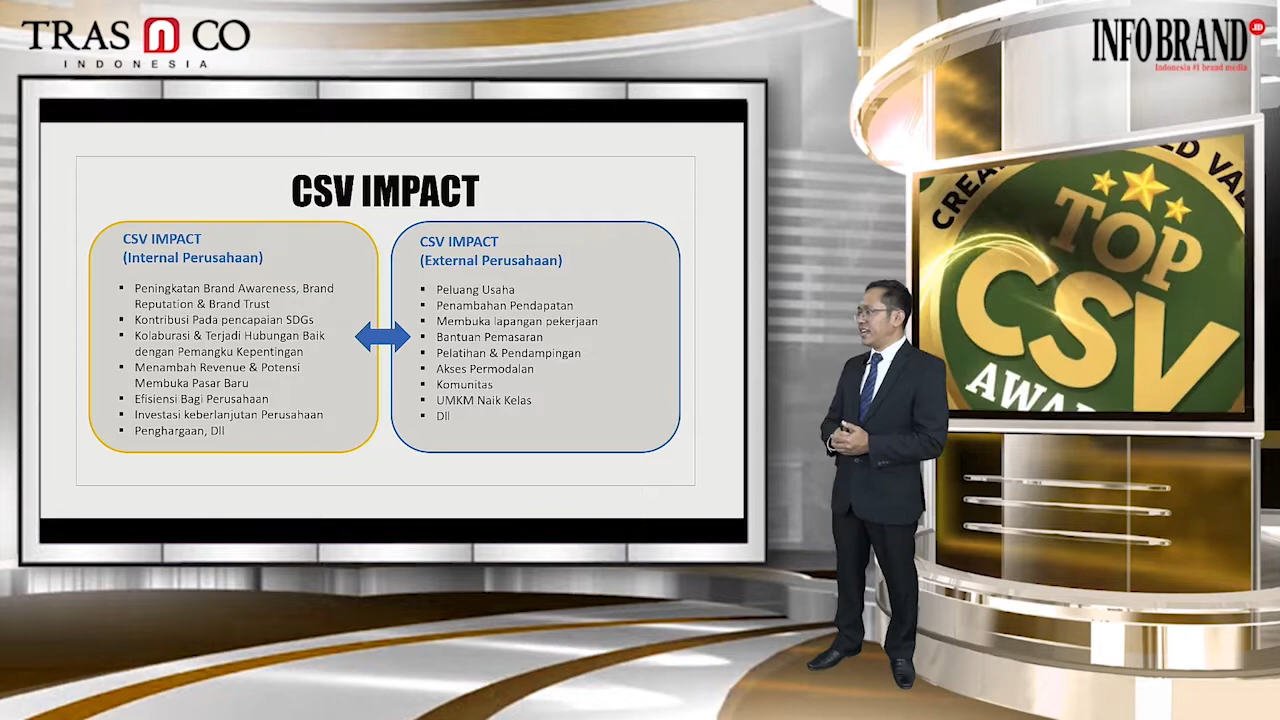 TRAS N CO
INDONESIA
INFOBRAND.ID
Indonesia #1 brand media
CSV IMPACT
CSV IMPACT
(Internal Perusahaan)
▪ Peningkatan Brand Awareness, Brand
Reputation & Brand Trust
▪ Kontribusi Pada pencapaian SDGs
▪ Kolaburasi & Terjadi Hubungan Baik
dengan Pemangku Kepentingan
▪ Menambah Revenue & Potensi
Membuka Pasar Baru
▪ Efisiensi Bagi Perusahaan
▪ Investasi keberlanjutan Perusahaan
▪ Penghargaan, Dll
CSV IMPACT
(External Perusahaan)
▪ Peluang Usaha
▪ Penambahan Pendapatan
▪ Membuka lapangan pekerjaan
▪ Bantuan Pemasaran
▪ Pelatihan & Pendampingan
▪ Akses Permodalan
▪ Komunitas
▪ UMKM Naik Kelas
▪ Dll
TOP
CSV